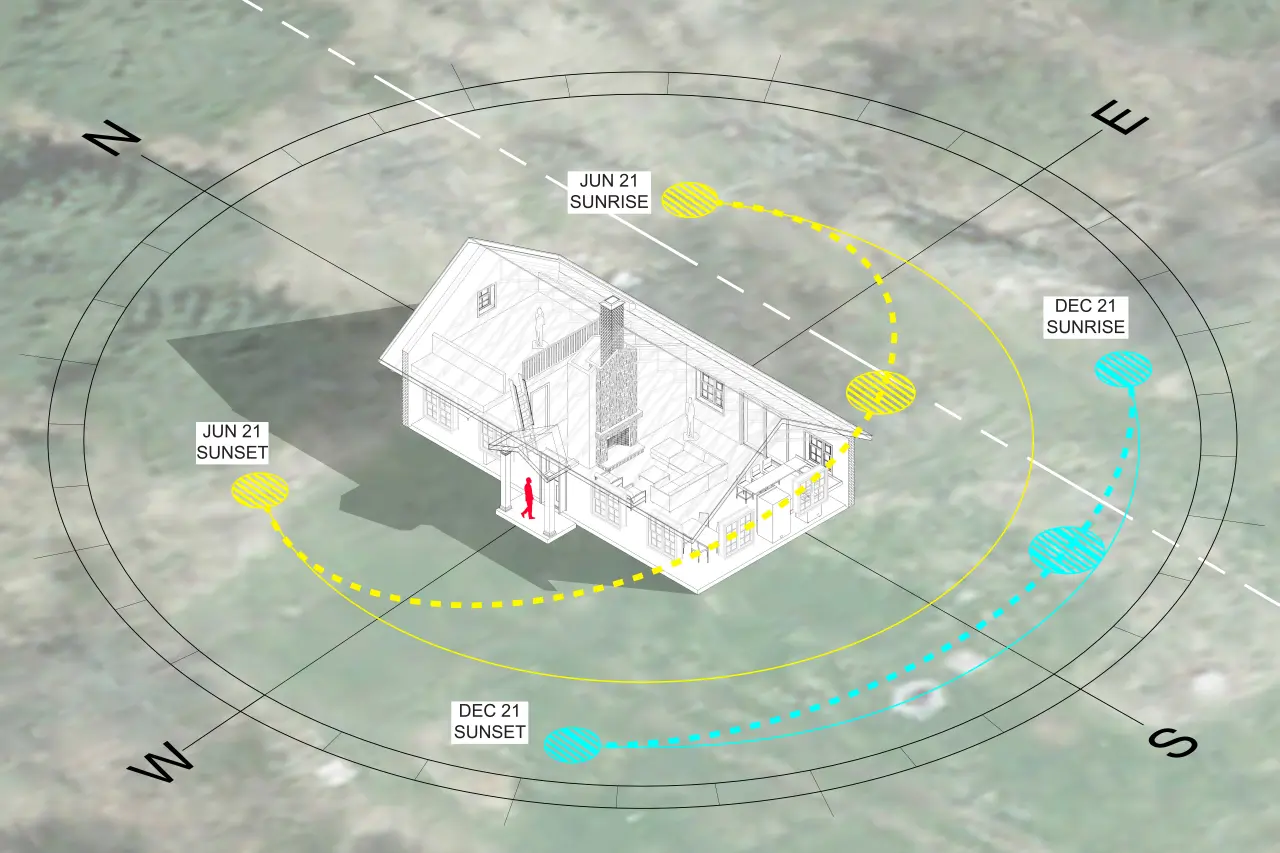 N
E
JUN 21
SUNRISE
DEC 21
SUNRISE
JUN 21
SUNSET
DEC 21
SUNSET
W
S